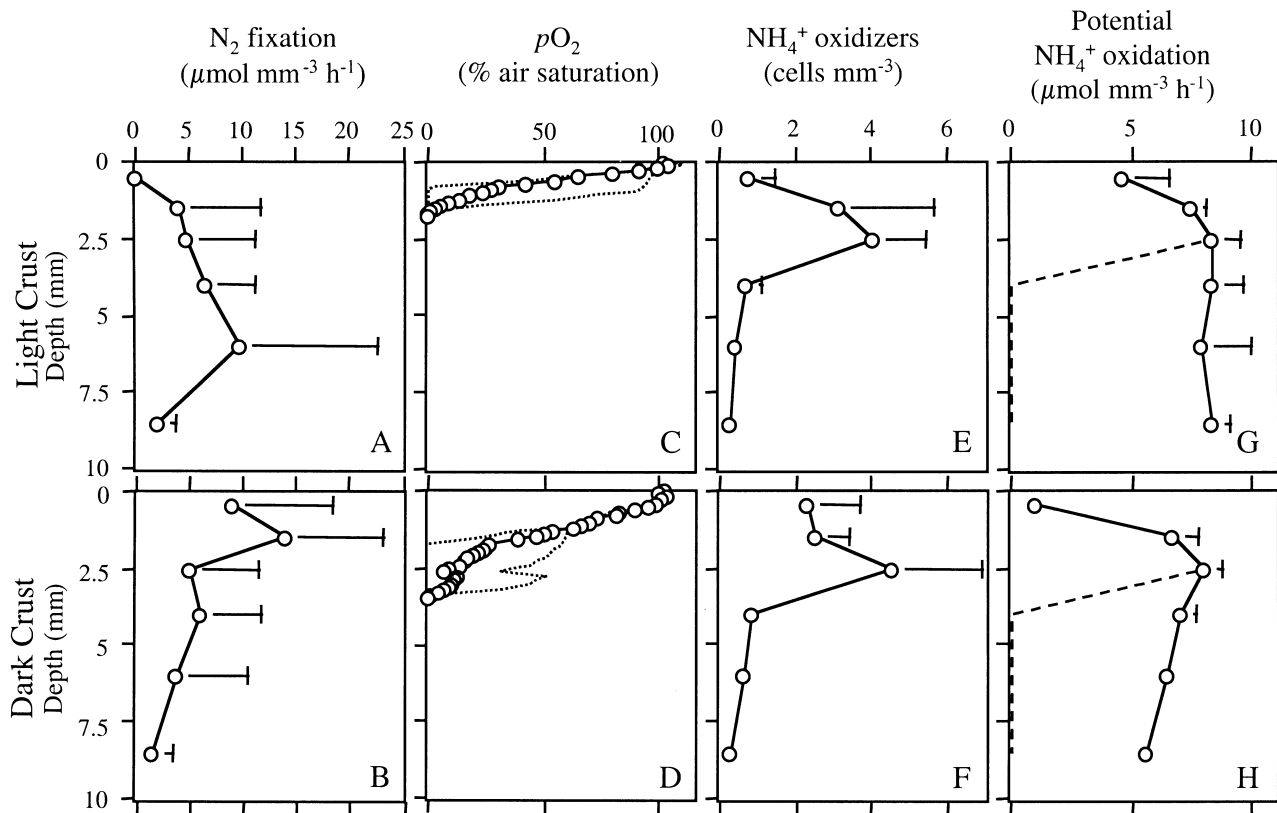 N₂ fixation
(μmol mm⁻³ h⁻¹)
pO₂
(% air saturation)
NH₄⁺ oxidizers
(cells mm⁻³)
Potential
NH₄⁺ oxidation
(μmol mm⁻³ h⁻¹)
0 5 10 15 20 25
0 50 100
0 2 4 6
0 5 10
Light Crust
Depth (mm)
0
2.5
5
7.5
10
A
C
E
G
Dark Crust
Depth (mm)
0
2.5
5
7.5
10
B
D
F
H